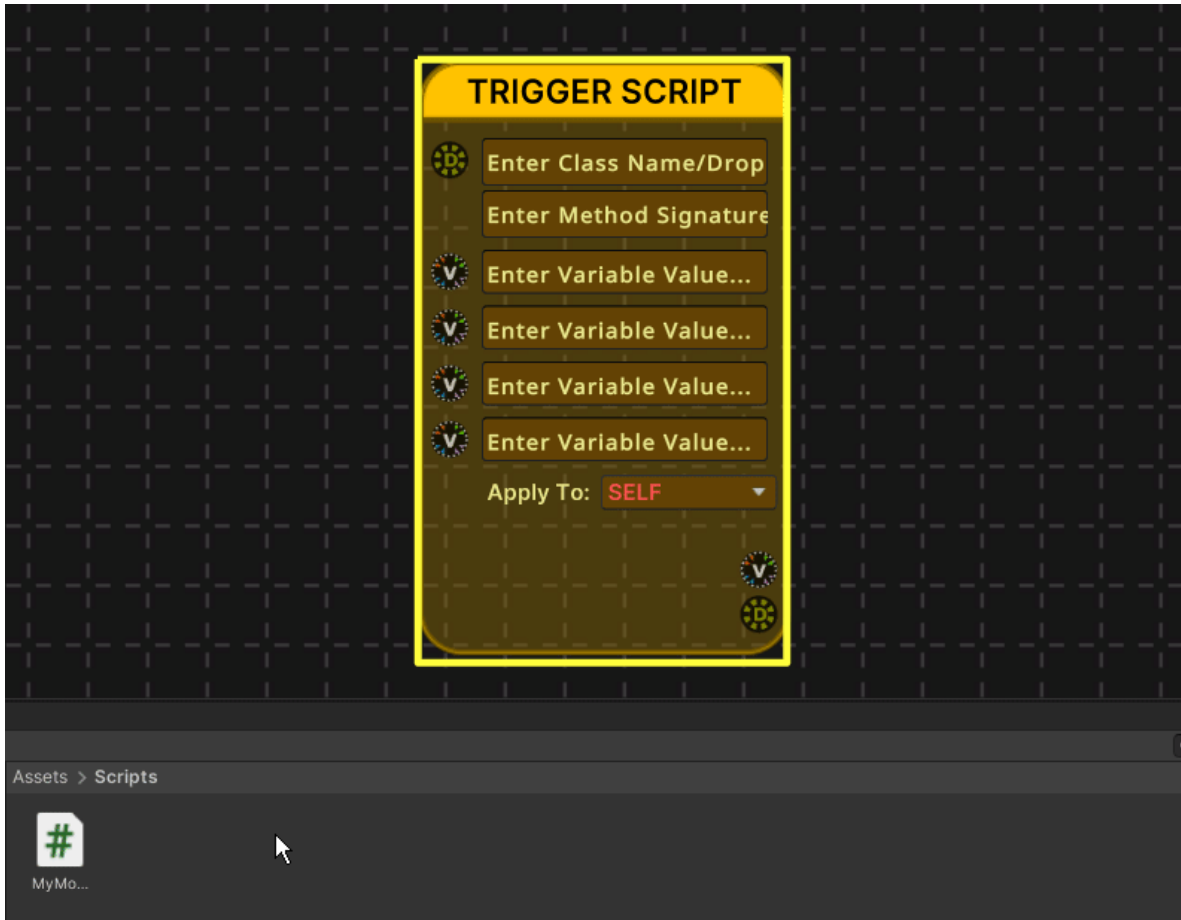 TRIGGER SCRIPT
D
Enter Class Name/Drop
Enter Method Signature
V
Enter Variable Value...
V
Enter Variable Value...
V
Enter Variable Value...
V
Enter Variable Value...
Apply To: SELF
V
D
Assets > Scripts
#
MyMo...